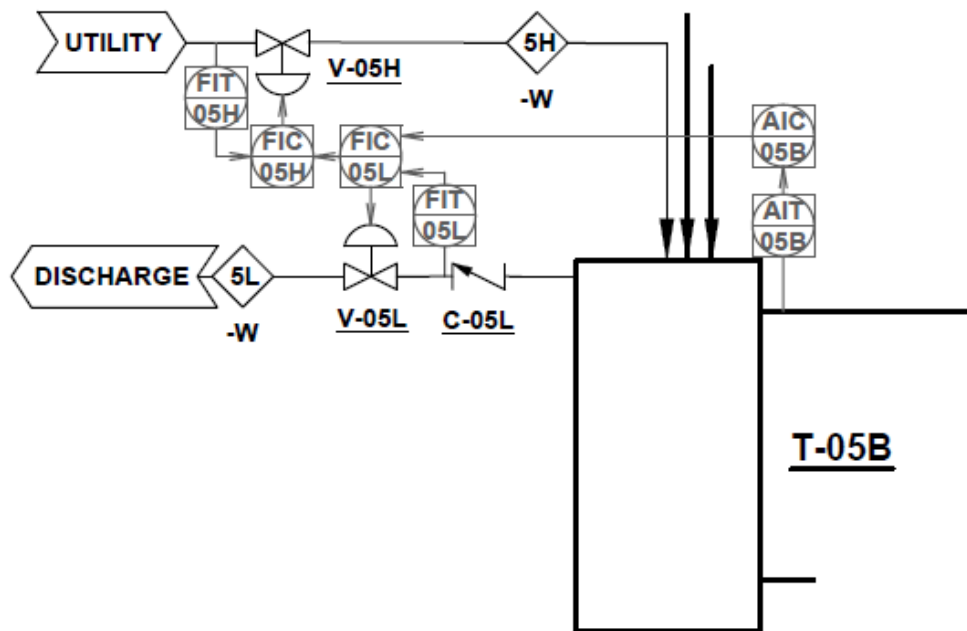 UTILITY
5H
V-05H
-W
FIT
05H
FIC
05H
FIC
05L
AIC
05B
FIT
05L
AIT
05B
DISCHARGE
5L
-W
V-05L
C-05L
T-05B